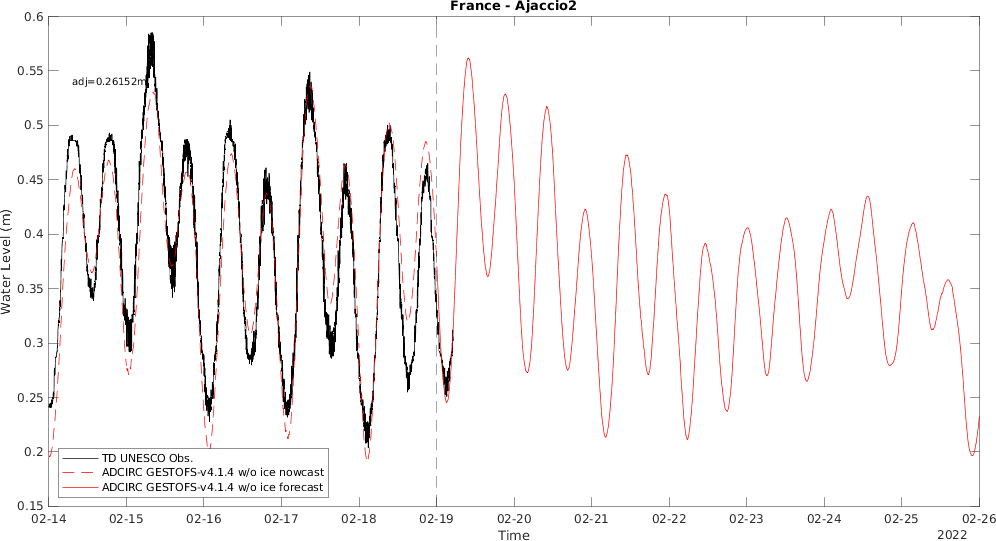 France - Ajaccio2
0.6
0.55
0.5
0.45
0.4
0.35
0.3
0.25
0.2
0.15
Water Level (m)
adj=0.26152m
TD UNESCO Obs.
ADCIRC GESTOFS-v4.1.4 w/o ice nowcast
ADCIRC GESTOFS-v4.1.4 w/o ice forecast
02-14 02-15 02-16 02-17 02-18 02-19 02-20 02-21 02-22 02-23 02-24 02-25 02-26
Time
2022